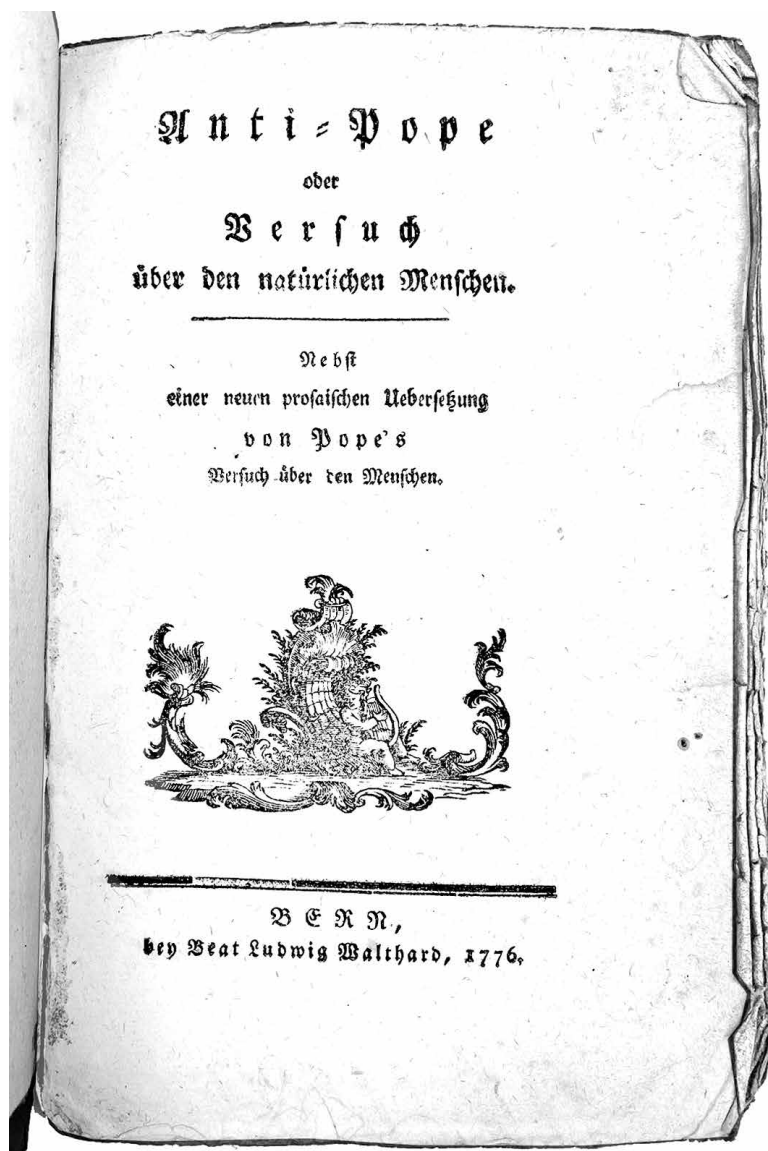 Anti-Pope
oder
Versuch
über den natürlichen Menschen.
Nebst
einer neuen prosaischen Uebersetzung
von Pope's
Versuch über den Menschen.
BERN,
bey Beat Ludwig Walthard, 1776.